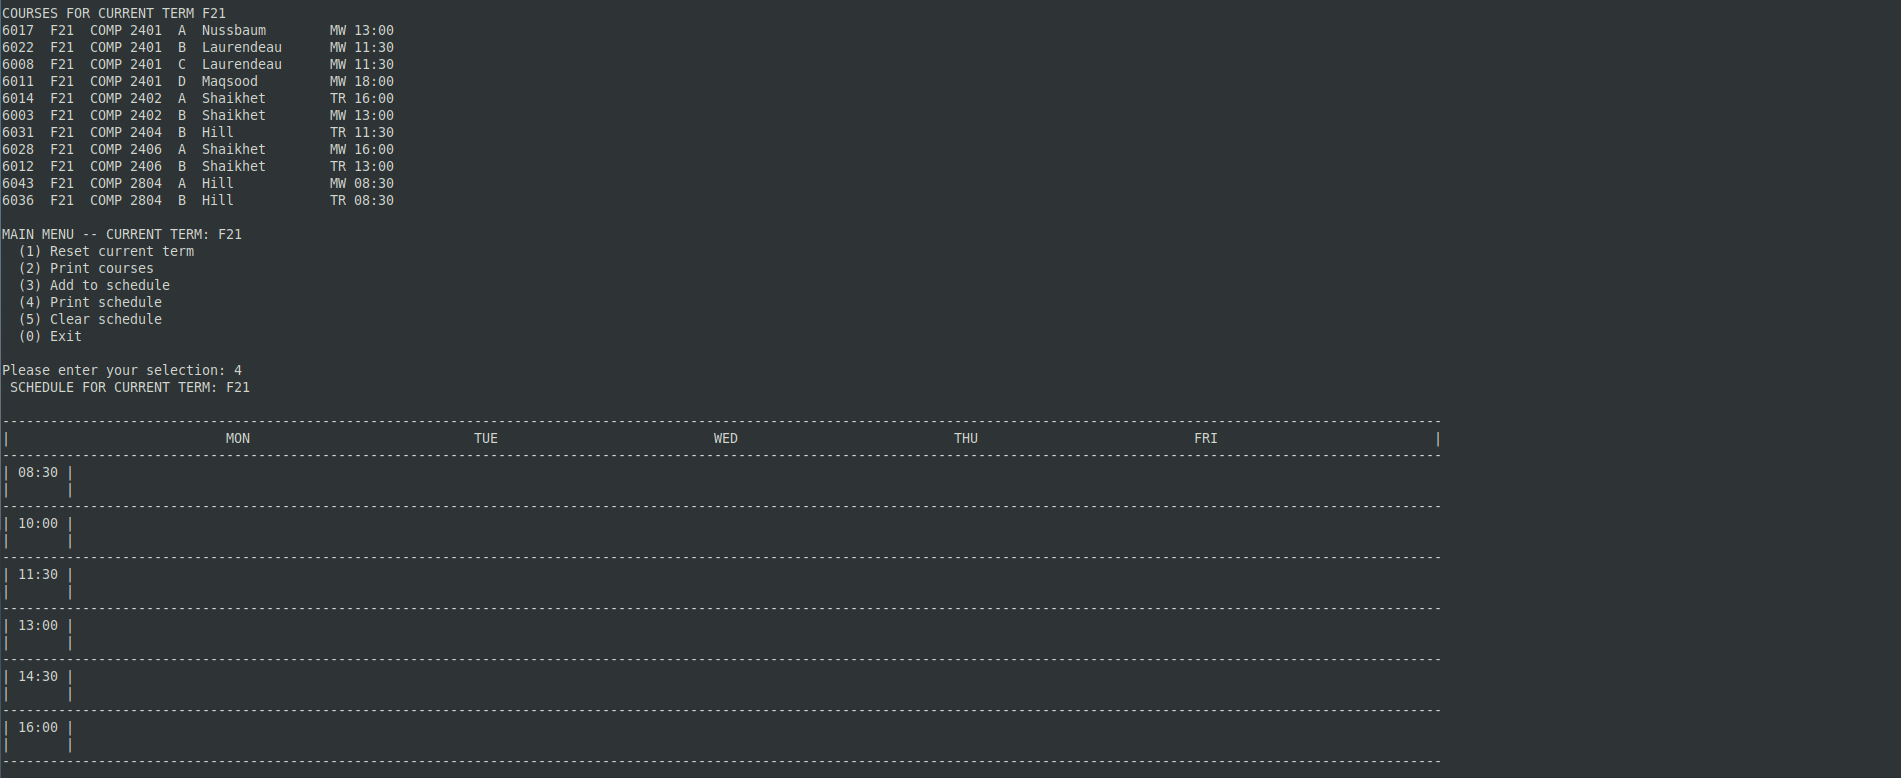 COURSES FOR CURRENT TERM F21
6017  F21  COMP 2401  A  Nussbaum        MW 13:00
6022  F21  COMP 2401  B  Laurendeau      MW 11:30
6008  F21  COMP 2401  C  Laurendeau      MW 11:30
6011  F21  COMP 2401  D  Maqsood         MW 18:00
6014  F21  COMP 2402  A  Shaikhet        TR 16:00
6003  F21  COMP 2402  B  Shaikhet        MW 13:00
6031  F21  COMP 2404  B  Hill            TR 11:30
6028  F21  COMP 2406  A  Shaikhet        MW 16:00
6012  F21  COMP 2406  B  Shaikhet        TR 13:00
6043  F21  COMP 2804  A  Hill            MW 08:30
6036  F21  COMP 2804  B  Hill            TR 08:30
MAIN MENU -- CURRENT TERM: F21
  (1) Reset current term
  (2) Print courses
  (3) Add to schedule
  (4) Print schedule
  (5) Clear schedule
  (0) Exit
Please enter your selection: 4
 SCHEDULE FOR CURRENT TERM: F21
| MON TUE WED THU FRI |
| 08:30 |
| 10:00 |
| 11:30 |
| 13:00 |
| 14:30 |
| 16:00 |